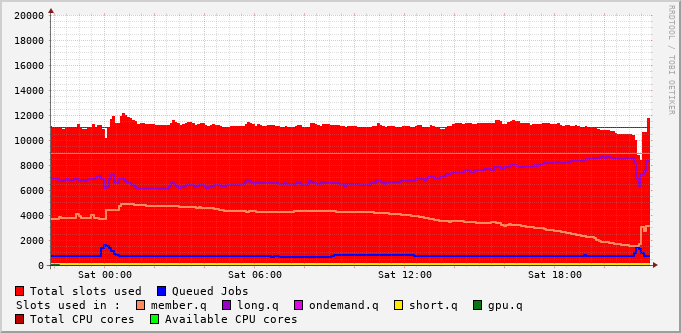 20000
18000
16000
14000
12000
10000
8000
6000
4000
2000
0
Sat 00:00 Sat 06:00 Sat 12:00 Sat 18:00
RRDTOOL / TOBI OETIKER
Total slots used Queued Jobs
Slots used in : member.q long.q ondemand.q short.q gpu.q
Total CPU cores Available CPU cores